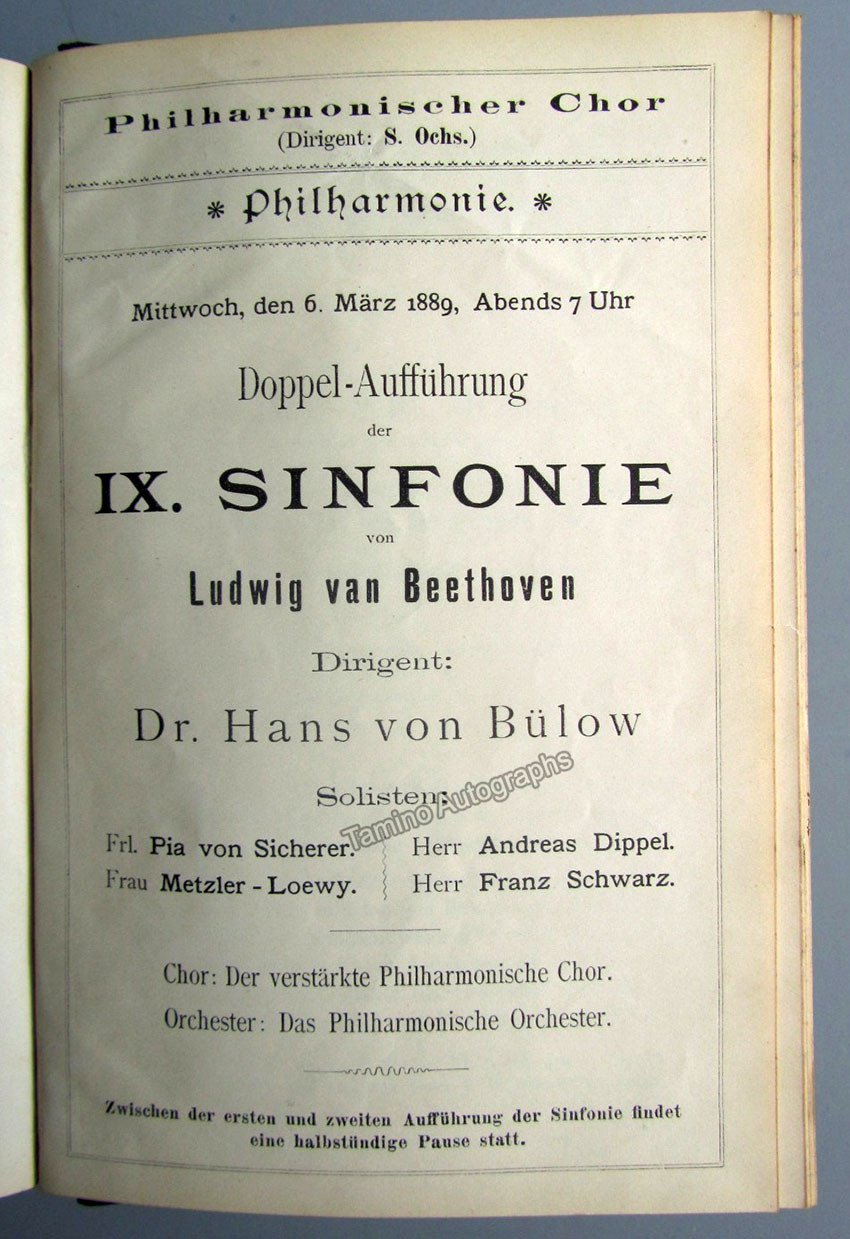 Philharmonischer Chor
(Dirigent: S. Ochs.)
* Philharmonie. *
Mittwoch, den 6. März 1889, Abends 7 Uhr
Doppel-Aufführung
der
IX. SINFONIE
von
Ludwig van Beethoven
Dirigent:
Dr. Hans von Bülow
Solisten:
Tamino Autographs
Frl. Pia von Sicherer. Herr Andreas Dippel.
Frau Metzler-Loewy. Herr Franz Schwarz.
Chor: Der verstärkte Philharmonische Chor.
Orchester: Das Philharmonische Orchester.
Zwischen der ersten und zweiten Aufführung der Sinfonie findet
eine halbstündige Pause statt.